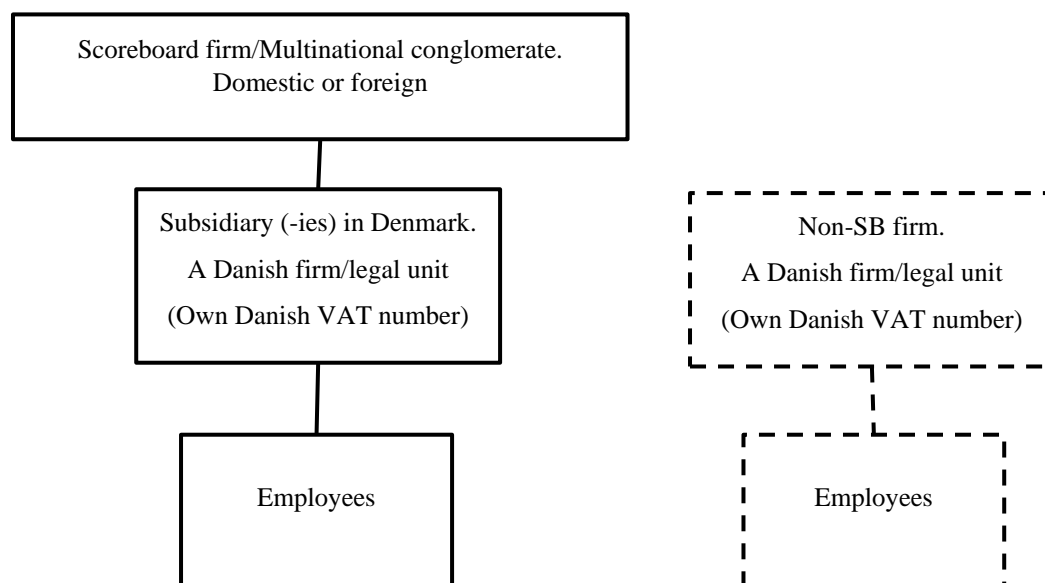 Scoreboard firm/Multinational conglomerate.
Domestic or foreign
Subsidiary (-ies) in Denmark.
A Danish firm/legal unit
(Own Danish VAT number)
Non-SB firm.
A Danish firm/legal unit
(Own Danish VAT number)
Employees
Employees